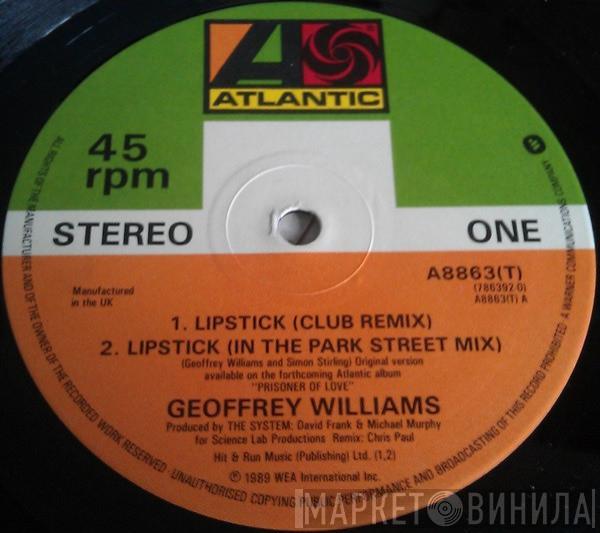 ATLANTIC
45
rpm
STEREO
ONE
A8863(T)
(786392-0)
A8863(T) A
Manufactured
in the UK
1. LIPSTICK (CLUB REMIX)
2. LIPSTICK (IN THE PARK STREET MIX)
(Geoffrey Williams and Simon Stirling) Original version
available on the forthcoming Atlantic album
"PRISONER OF LOVE"
GEOFFREY WILLIAMS
Produced by THE SYSTEM: David Frank & Michael Murphy
for Science Lab Productions Remix: Chris Paul
Hit & Run Music (Publishing) Ltd. (1,2)
℗ 1989 WEA International Inc.
ALL RIGHTS OF THE MANUFACTURER AND OF THE OWNER OF THE RECORDED WORK RESERVED · UNAUTHORISED COPYING PUBLIC PERFORMANCE AND BROADCASTING OF THIS RECORD PROHIBITED · A WARNER COMMUNICATIONS COMPANY
МАРКЕТ ВИНИЛА